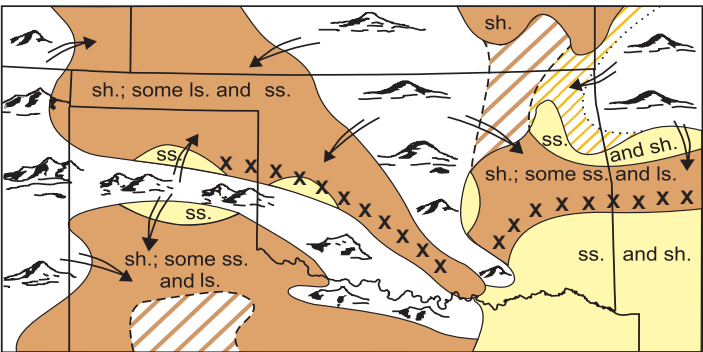 sh.
sh.; some ls. and ss.
ss.
ss.
and sh.
sh.; some ss. and ls.
X X X X X X X X X X X
X X X X X X X X
ss.
ss. and sh.
sh.; some ss.
and ls.